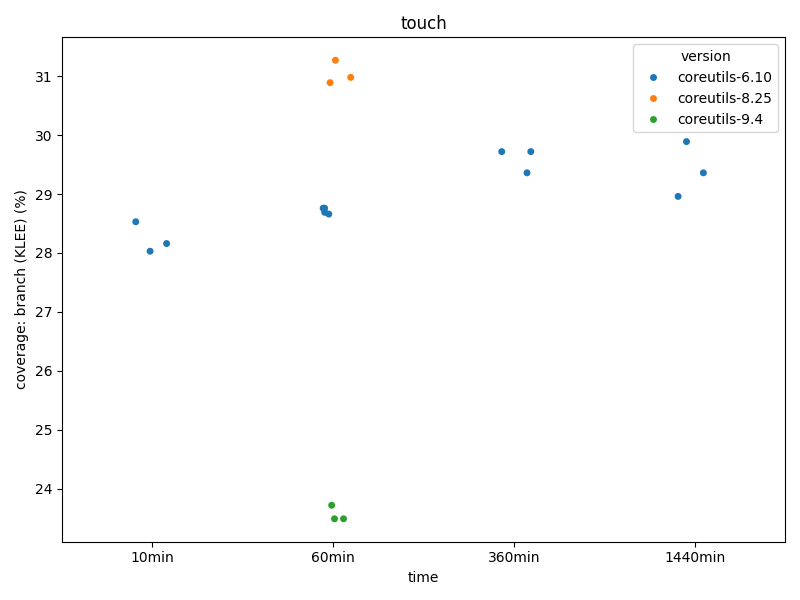 touch
version
coreutils-6.10
coreutils-8.25
coreutils-9.4
coverage: branch (KLEE) (%)
31
30
29
28
27
26
25
24
10min
60min
360min
1440min
time